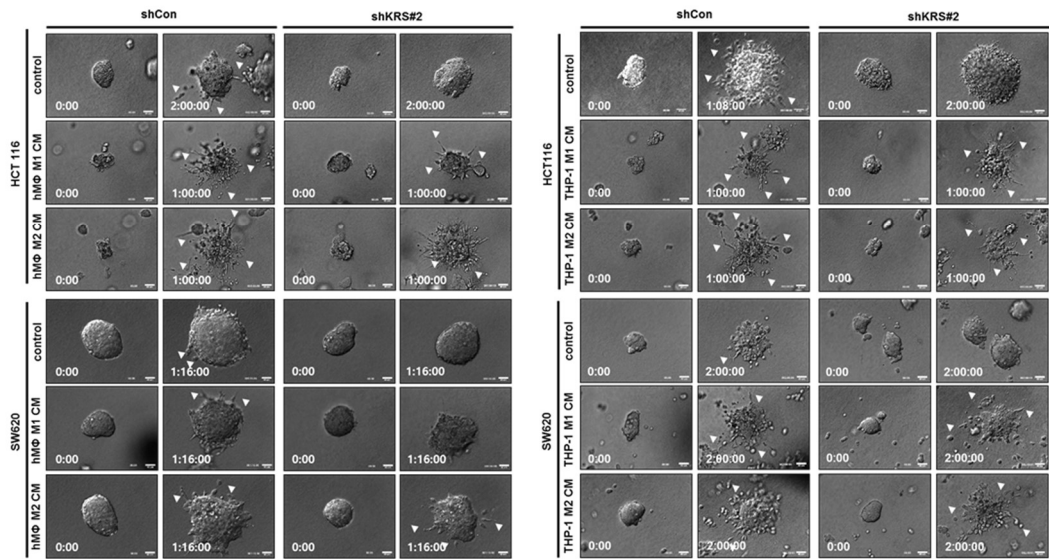 shCon shKRS#2
HCT 116
control
0:00 2:00:00 0:00 2:00:00
hMΦ M1 CM
0:00 1:00:00 0:00 1:00:00
hMΦ M2 CM
0:00 1:00:00 0:00 1:00:00
SW620
control
0:00 1:16:00 0:00 1:16:00
hMΦ M1 CM
0:00 1:16:00 0:00 1:16:00
hMΦ M2 CM
0:00 1:16:00 0:00 1:16:00
shCon shKRS#2
HCT116
control
0:00 1:08:00 0:00 2:00:00
THP-1 M1 CM
0:00 1:00:00 0:00 1:00:00
THP-1 M2 CM
0:00 1:00:00 0:00 1:00:00
SW620
control
0:00 2:00:00 0:00 2:00:00
THP-1 M1 CM
0:00 2:00:00 0:00 2:00:00
THP-1 M2 CM
0:00 2:00:00 0:00 2:00:00